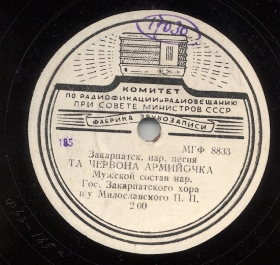 КОМИТЕТ
ПО РАДИОФИКАЦИИ И РАДИОВЕЩАНИЮ
ПРИ СОВЕТЕ МИНИСТРОВ СССР
ФАБРИКА ЗВУКОЗАПИСИ
183
МГФ 8833
Закарпатск. нар. песня
ТА ЧЕРВОНА АРМИЙОЧКА
Мужской состав нар.
Гос. Закарпатского хора
п/у Милославского П. П.
2 00